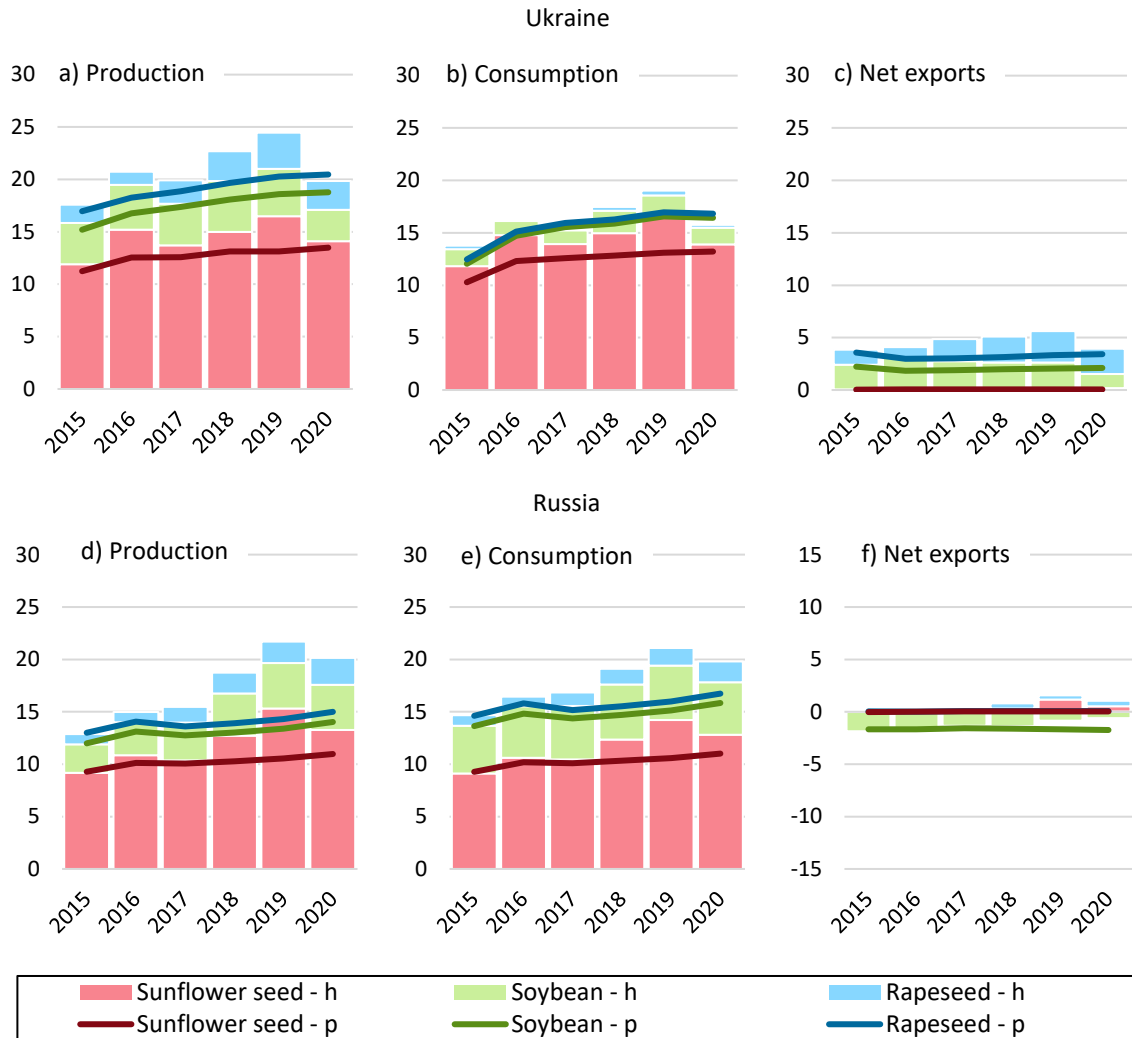 Ukraine
a) Production
30
25
20
15
10
5
0
2015 2016 2017 2018 2019 2020
b) Consumption
30
25
20
15
10
5
0
2015 2016 2017 2018 2019 2020
c) Net exports
30
25
20
15
10
5
0
2015 2016 2017 2018 2019 2020
Russia
d) Production
30
25
20
15
10
5
0
2015 2016 2017 2018 2019 2020
e) Consumption
30
25
20
15
10
5
0
2015 2016 2017 2018 2019 2020
f) Net exports
15
10
5
0
-5
-10
-15
2015 2016 2017 2018 2019 2020
Sunflower seed - h Soybean - h Rapeseed - h
Sunflower seed - p Soybean - p Rapeseed - p